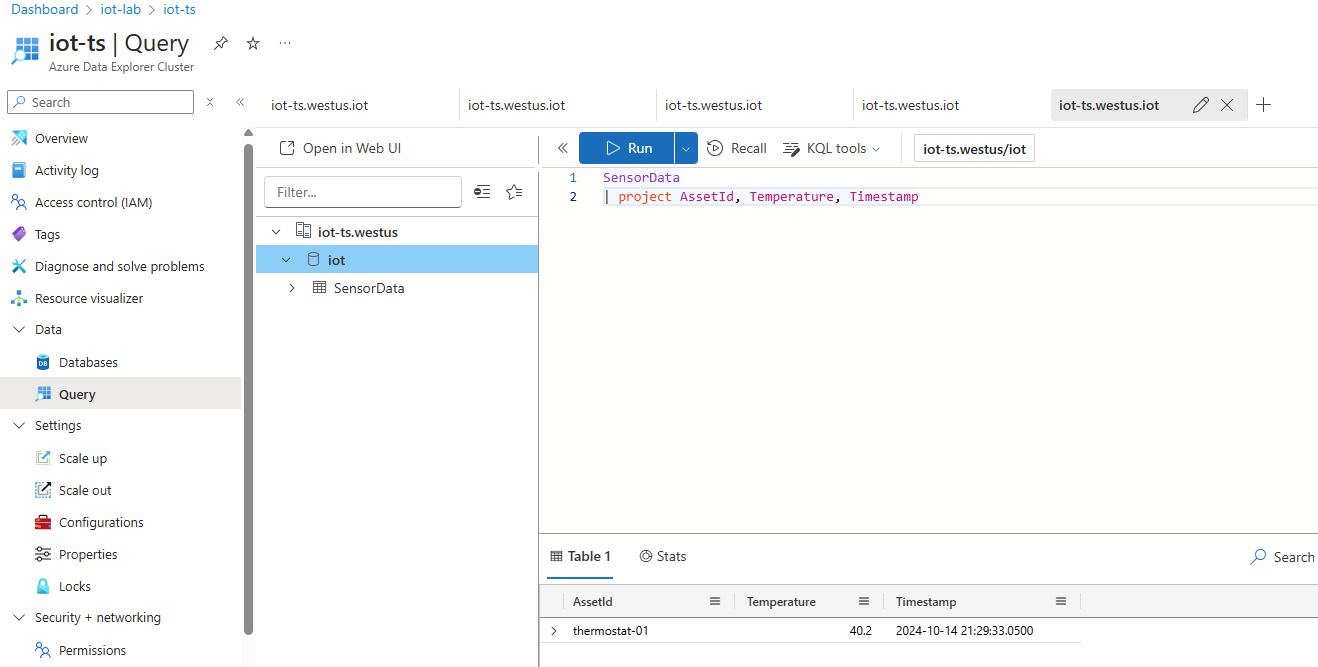 Dashboard > iot-lab > iot-ts
iot-ts | Query
Azure Data Explorer Cluster
Search
iot-ts.westus.iot
iot-ts.westus.iot
iot-ts.westus.iot
iot-ts.westus.iot
iot-ts.westus.iot
Overview
Activity log
Access control (IAM)
Tags
Diagnose and solve problems
Resource visualizer
Data
Databases
Query
Settings
Scale up
Scale out
Configurations
Properties
Locks
Security + networking
Permissions
Open in Web UI
Filter...
iot-ts.westus
iot
SensorData
Run
Recall
KQL tools
iot-ts.westus/iot
1 SensorData
2 | project AssetId, Temperature, Timestamp
Table 1
Stats
Search
AssetId Temperature Timestamp
thermostat-01 40.2 2024-10-14 21:29:33.0500